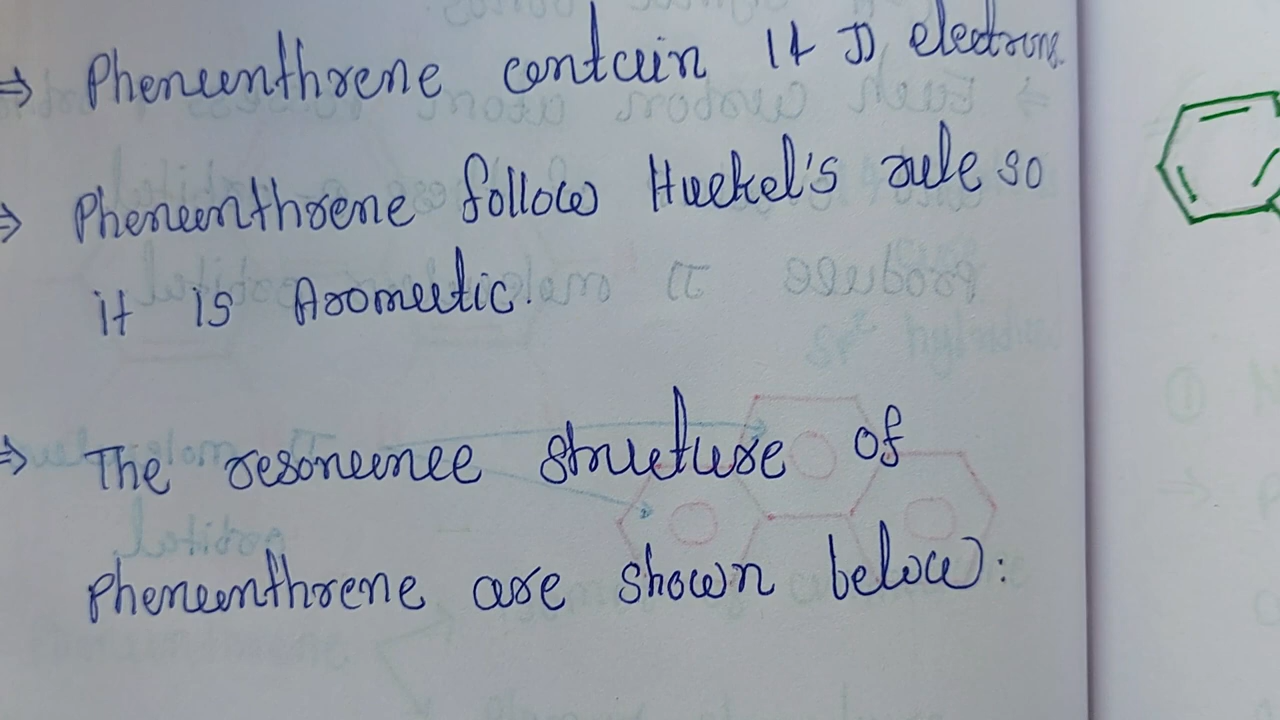 ⇒ Phenanthrene contain 14 π electrons.
⇒ Phenanthrene follow Huckel's rule so
it is Aromatic.
⇒ The resonance structure of
phenanthrene are shown below: